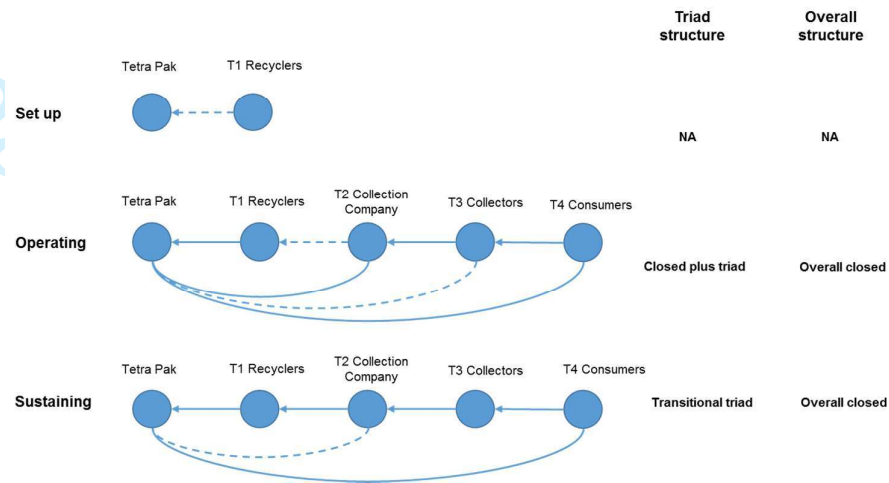 Triad
structure
Overall
structure
Tetra Pak
T1 Recyclers
Set up
NA
NA
Tetra Pak
T1 Recyclers
T2 Collection
Company
T3 Collectors
T4 Consumers
Operating
Closed plus triad
Overall closed
Tetra Pak
T1 Recyclers
T2 Collection
Company
T3 Collectors
T4 Consumers
Sustaining
Transitional triad
Overall closed